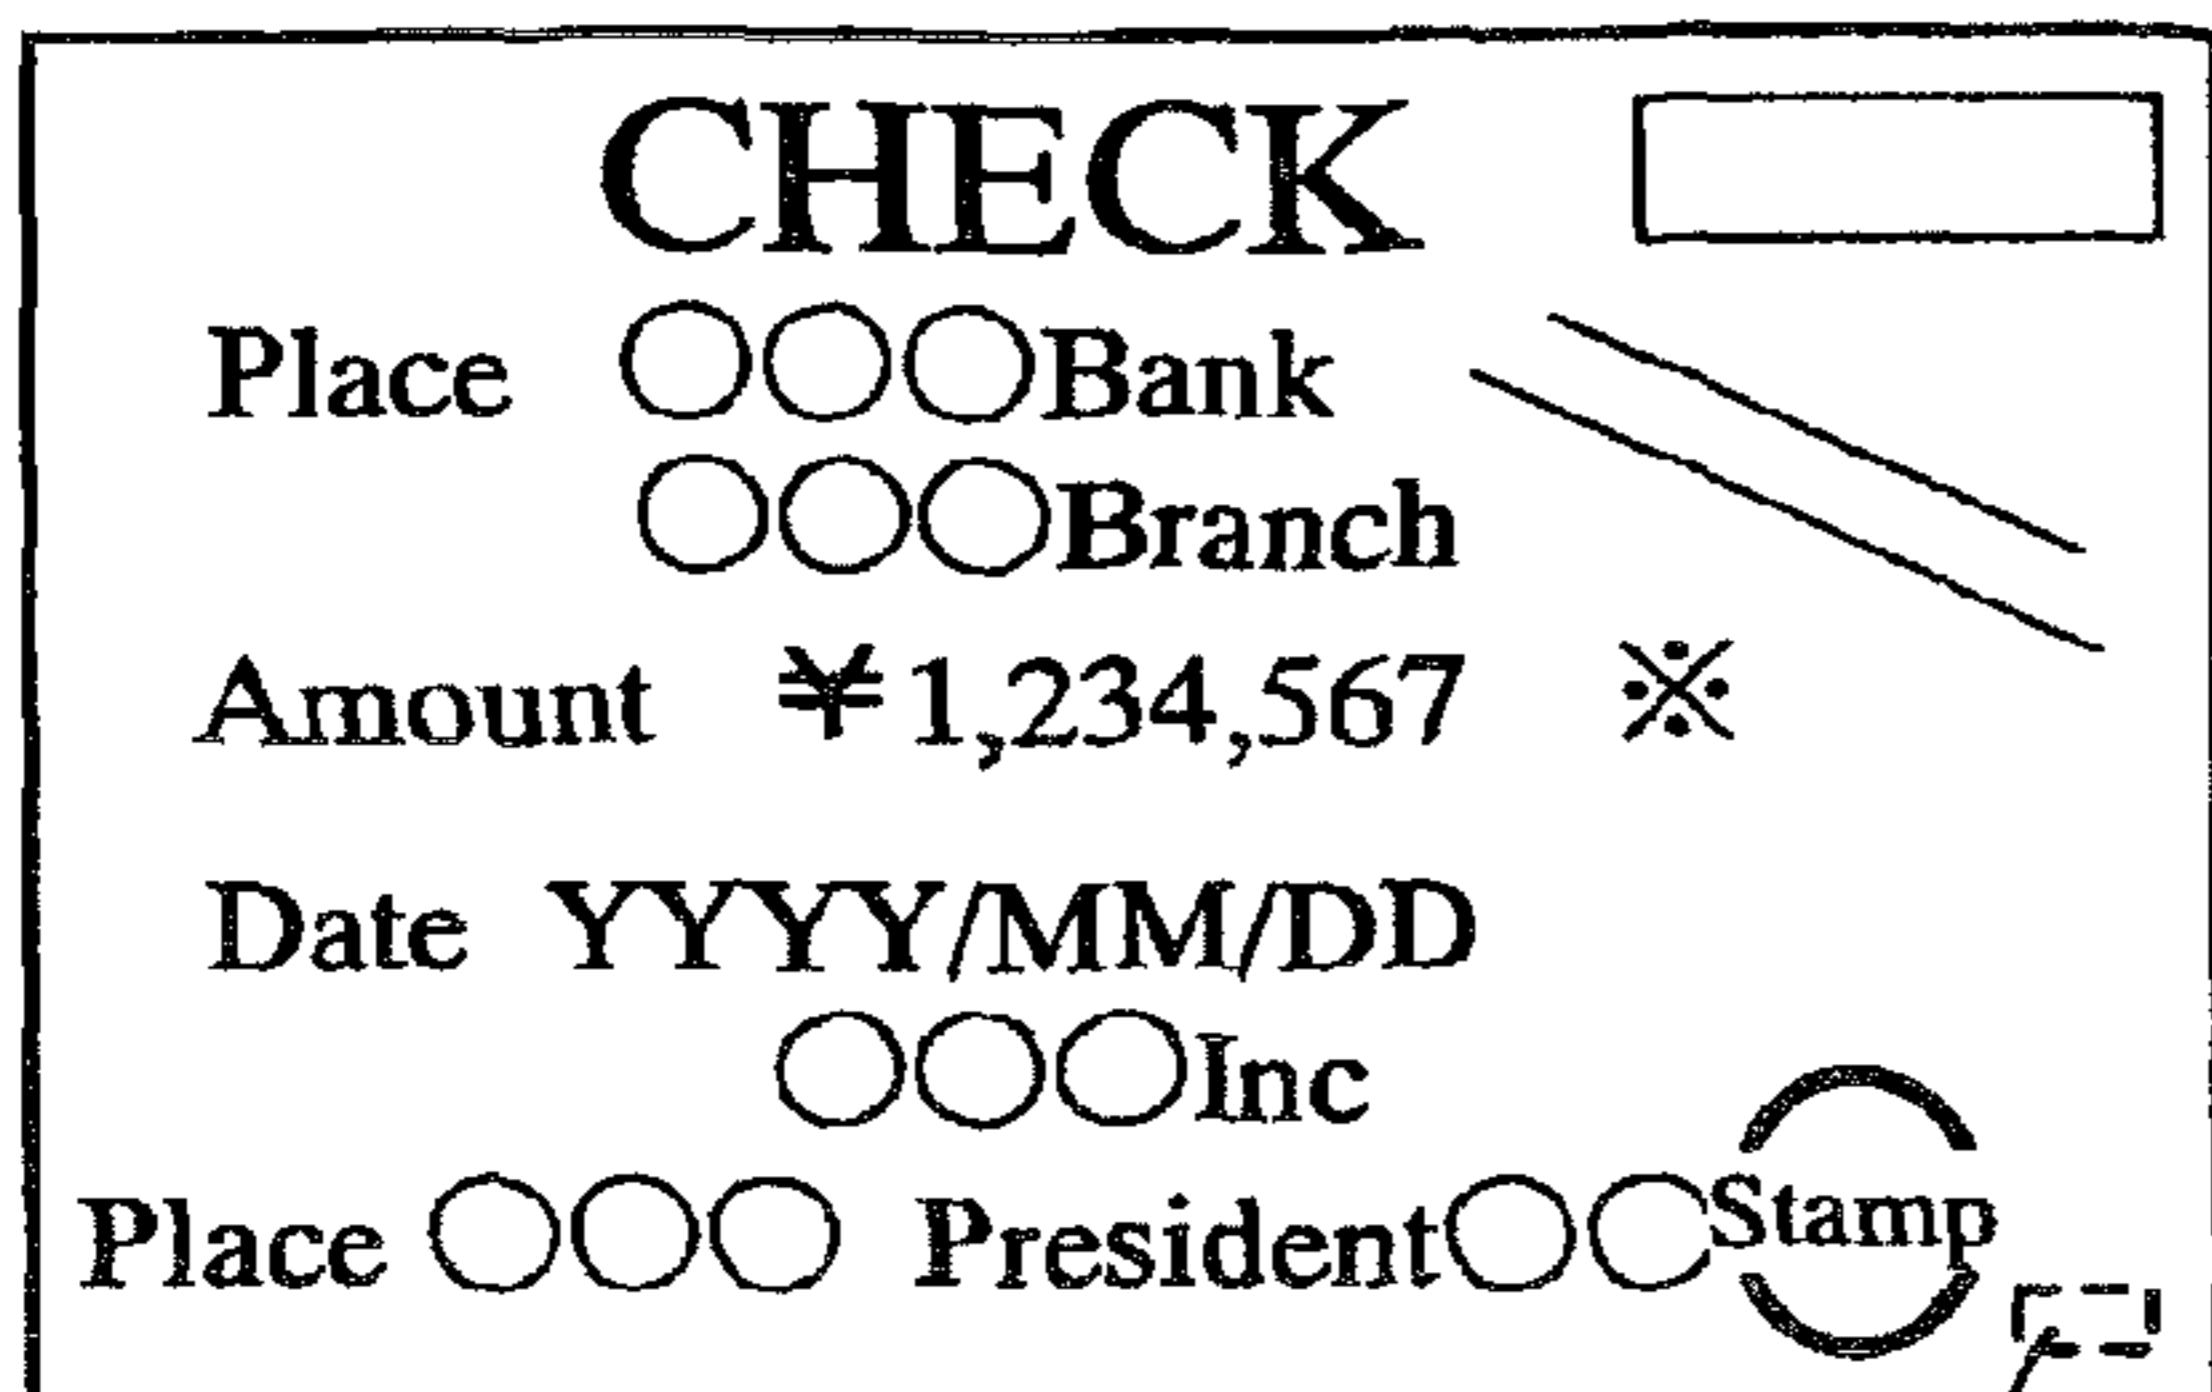 CHECK
Place ○○○Bank
○○○Branch
Amount ¥1,234,567 ※
Date YYYY/MM/DD
○○○Inc
Place ○○○ President○○Stamp